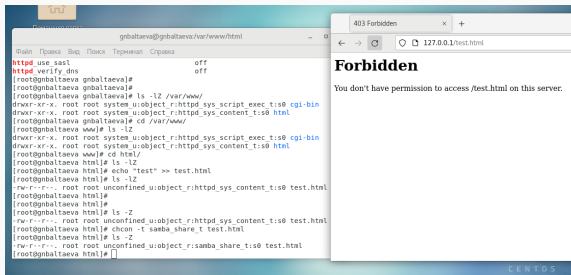 gnbaltaeva@gnbaltaeva:/var/www/html
Файл Правка Вид Поиск Терминал Справка
httpd_use_sasl off
httpd_verify_dns off
[root@gnbaltaeva gnbaltaeva]#
[root@gnbaltaeva gnbaltaeva]#
[root@gnbaltaeva gnbaltaeva]# ls -lZ /var/www/
drwxr-xr-x. root root system_u:object_r:httpd_sys_script_exec_t:s0 cgi-bin
drwxr-xr-x. root root system_u:object_r:httpd_sys_content_t:s0 html
[root@gnbaltaeva gnbaltaeva]# cd /var/www/
[root@gnbaltaeva www]# ls -lZ
drwxr-xr-x. root root system_u:object_r:httpd_sys_script_exec_t:s0 cgi-bin
drwxr-xr-x. root root system_u:object_r:httpd_sys_content_t:s0 html
[root@gnbaltaeva www]# cd html/
[root@gnbaltaeva html]# ls -lZ
[root@gnbaltaeva html]# echo "test" >> test.html
[root@gnbaltaeva html]# ls -lZ
-rw-r--r--. root root unconfined_u:object_r:httpd_sys_content_t:s0 test.html
[root@gnbaltaeva html]#
[root@gnbaltaeva html]#
[root@gnbaltaeva html]# ls -Z
-rw-r--r--. root root unconfined_u:object_r:httpd_sys_content_t:s0 test.html
[root@gnbaltaeva html]# chcon -t samba_share_t test.html
[root@gnbaltaeva html]# ls -Z
-rw-r--r--. root root unconfined_u:object_r:samba_share_t:s0 test.html
[root@gnbaltaeva html]#
403 Forbidden
127.0.0.1/test.html
Forbidden
You don't have permission to access /test.html on this server.
CENTOS